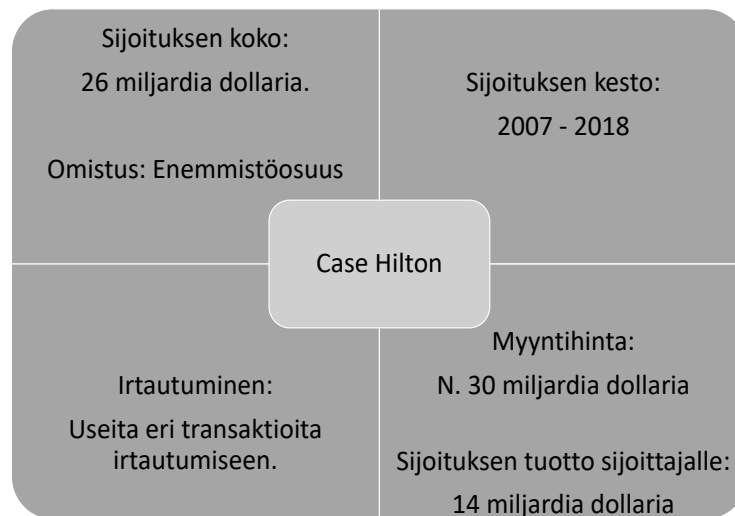 Sijoituksen koko:
26 miljardia dollaria.
Omistus: Enemmistöosuus
Sijoituksen kesto:
2007 - 2018
Case Hilton
Irtautuminen:
Useita eri transaktioita
irtautumiseen.
Myyntihinta:
N. 30 miljardia dollaria
Sijoituksen tuotto sijoittajalle:
14 miljardia dollaria